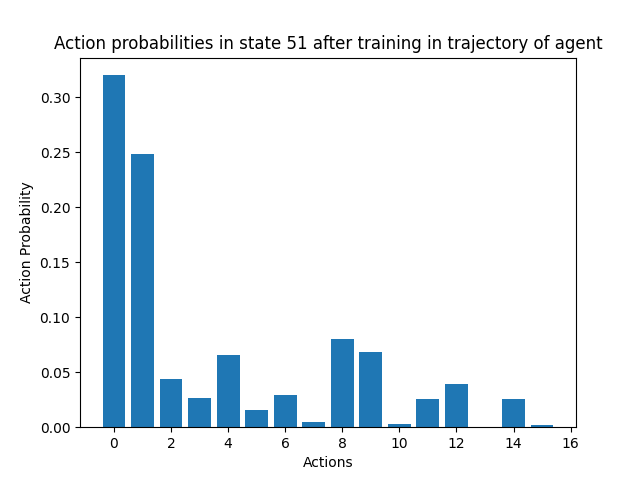 Action probabilities in state 51 after training in trajectory of agent
0.30
0.25
0.20
0.15
0.10
0.05
0.00
Action Probability
0 2 4 6 8 10 12 14 16
Actions